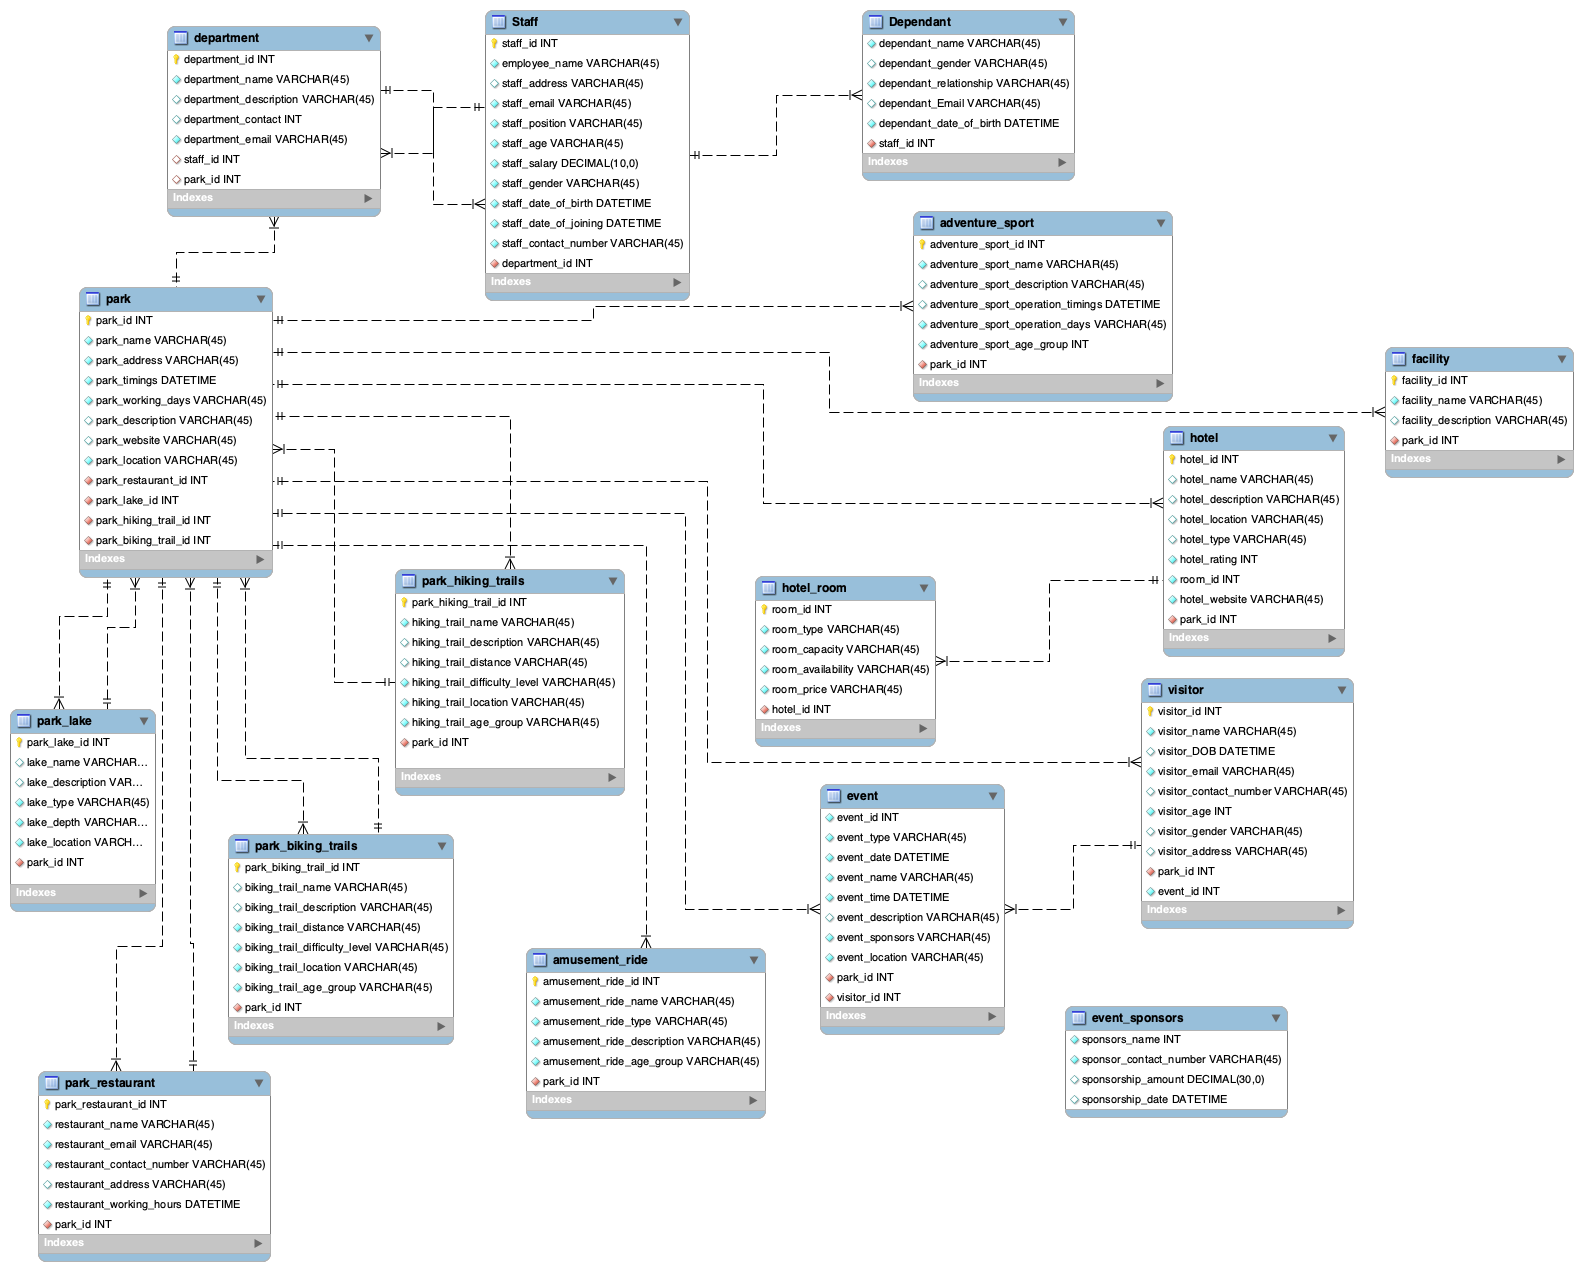 department
department_id INT
department_name VARCHAR(45)
department_description VARCHAR(45)
department_contact INT
department_email VARCHAR(45)
staff_id INT
park_id INT
Indexes
Staff
staff_id INT
employee_name VARCHAR(45)
staff_address VARCHAR(45)
staff_email VARCHAR(45)
staff_position VARCHAR(45)
staff_age VARCHAR(45)
staff_salary DECIMAL(10,0)
staff_gender VARCHAR(45)
staff_date_of_birth DATETIME
staff_date_of_joining DATETIME
staff_contact_number VARCHAR(45)
department_id INT
Indexes
Dependant
dependant_name VARCHAR(45)
dependant_gender VARCHAR(45)
dependant_relationship VARCHAR(45)
dependant_Email VARCHAR(45)
dependant_date_of_birth DATETIME
staff_id INT
Indexes
adventure_sport
adventure_sport_id INT
adventure_sport_name VARCHAR(45)
adventure_sport_description VARCHAR(45)
adventure_sport_operation_timings DATETIME
adventure_sport_operation_days VARCHAR(45)
adventure_sport_age_group INT
park_id INT
Indexes
park
park_id INT
park_name VARCHAR(45)
park_address VARCHAR(45)
park_timings DATETIME
park_working_days VARCHAR(45)
park_description VARCHAR(45)
park_website VARCHAR(45)
park_location VARCHAR(45)
park_restaurant_id INT
park_lake_id INT
park_hiking_trail_id INT
park_biking_trail_id INT
Indexes
facility
facility_id INT
facility_name VARCHAR(45)
facility_description VARCHAR(45)
park_id INT
Indexes
hotel
hotel_id INT
hotel_name VARCHAR(45)
hotel_description VARCHAR(45)
hotel_location VARCHAR(45)
hotel_type VARCHAR(45)
hotel_rating INT
room_id INT
hotel_website VARCHAR(45)
park_id INT
Indexes
park_hiking_trails
park_hiking_trail_id INT
hiking_trail_name VARCHAR(45)
hiking_trail_description VARCHAR(45)
hiking_trail_distance VARCHAR(45)
hiking_trail_difficulty_level VARCHAR(45)
hiking_trail_location VARCHAR(45)
hiking_trail_age_group VARCHAR(45)
park_id INT
Indexes
hotel_room
room_id INT
room_type VARCHAR(45)
room_capacity VARCHAR(45)
room_availability VARCHAR(45)
room_price VARCHAR(45)
hotel_id INT
Indexes
visitor
visitor_id INT
visitor_name VARCHAR(45)
visitor_DOB DATETIME
visitor_email VARCHAR(45)
visitor_contact_number VARCHAR(45)
visitor_age INT
visitor_gender VARCHAR(45)
visitor_address VARCHAR(45)
park_id INT
event_id INT
Indexes
park_lake
park_lake_id INT
lake_name VARCHAR...
lake_description VAR...
lake_type VARCHAR(45)
lake_depth VARCHAR...
lake_location VARCH...
park_id INT
Indexes
event
event_id INT
event_type VARCHAR(45)
event_date DATETIME
event_name VARCHAR(45)
event_time DATETIME
event_description VARCHAR(45)
event_sponsors VARCHAR(45)
event_location VARCHAR(45)
park_id INT
visitor_id INT
Indexes
park_biking_trails
park_biking_trail_id INT
biking_trail_name VARCHAR(45)
biking_trail_description VARCHAR(45)
biking_trail_distance VARCHAR(45)
biking_trail_difficulty_level VARCHAR(45)
biking_trail_location VARCHAR(45)
biking_trail_age_group VARCHAR(45)
park_id INT
Indexes
amusement_ride
amusement_ride_id INT
amusement_ride_name VARCHAR(45)
amusement_ride_type VARCHAR(45)
amusement_ride_description VARCHAR(45)
amusement_ride_age_group VARCHAR(45)
park_id INT
Indexes
event_sponsors
sponsors_name INT
sponsor_contact_number VARCHAR(45)
sponsorship_amount DECIMAL(30,0)
sponsorship_date DATETIME
park_restaurant
park_restaurant_id INT
restaurant_name VARCHAR(45)
restaurant_email VARCHAR(45)
restaurant_contact_number VARCHAR(45)
restaurant_address VARCHAR(45)
restaurant_working_hours DATETIME
park_id INT
Indexes